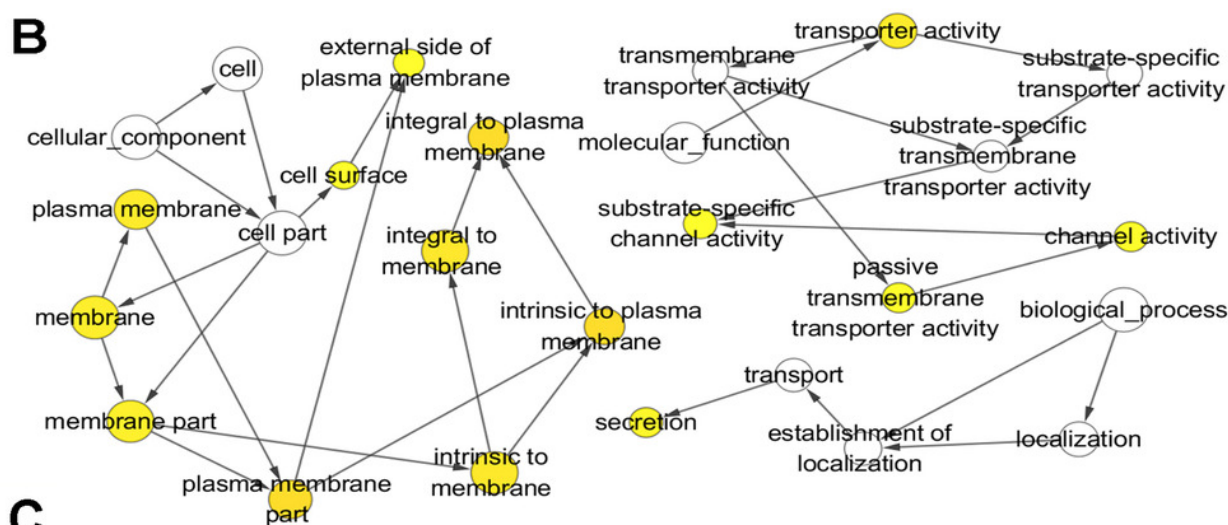 B
cell
external side of
plasma membrane
cellular_component
integral to plasma
membrane
cell surface
plasma membrane
cell part
integral to
membrane
membrane
intrinsic to plasma
membrane
membrane part
intrinsic to
membrane
plasma membrane
part
transporter activity
transmembrane
transporter activity
substrate-specific
transporter activity
molecular_function
substrate-specific
transmembrane
transporter activity
substrate-specific
channel activity
channel activity
passive
transmembrane
transporter activity
biological_process
transport
secretion
establishment of
localization
localization
C